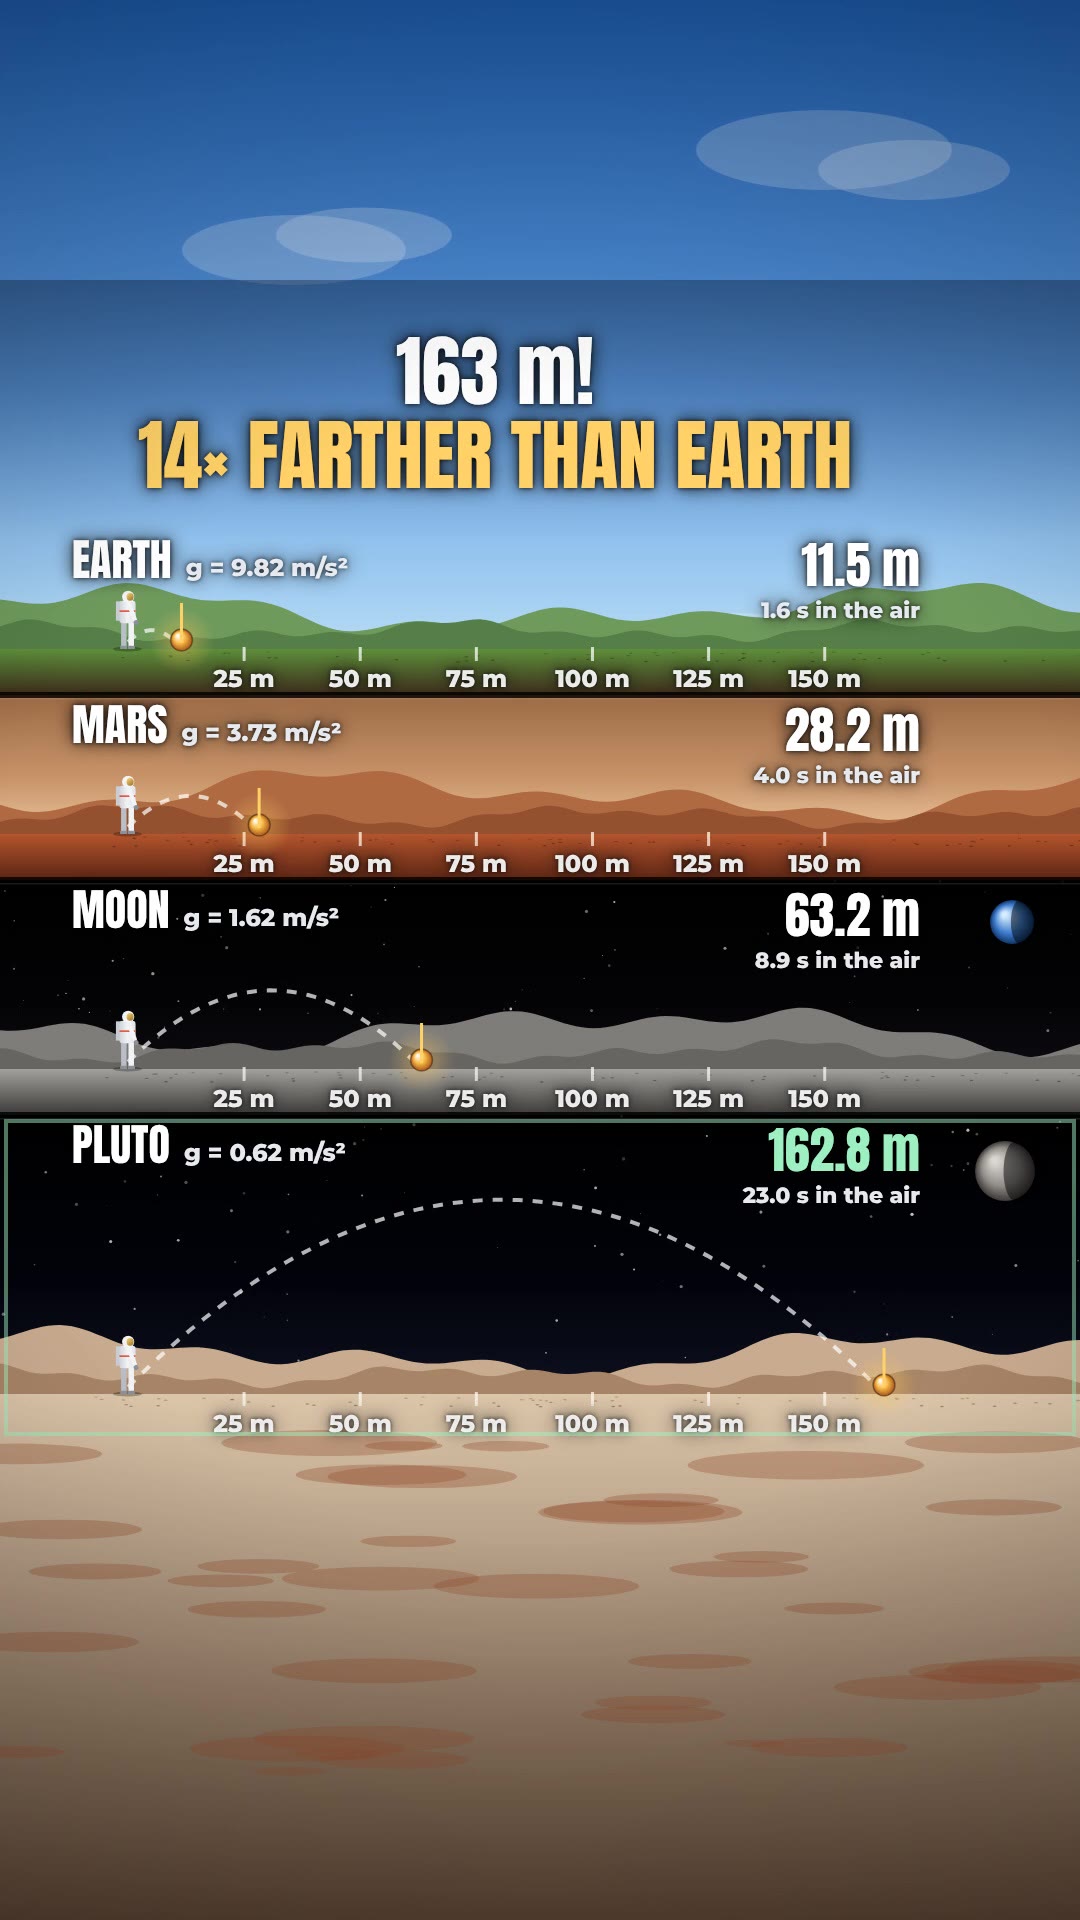 163 m!
14× FARTHER THAN EARTH
EARTH g = 9.82 m/s²
11.5 m
1.6 s in the air
25 m 50 m 75 m 100 m 125 m 150 m
MARS g = 3.73 m/s²
28.2 m
4.0 s in the air
25 m 50 m 75 m 100 m 125 m 150 m
MOON g = 1.62 m/s²
63.2 m
8.9 s in the air
25 m 50 m 75 m 100 m 125 m 150 m
PLUTO g = 0.62 m/s²
162.8 m
23.0 s in the air
25 m 50 m 75 m 100 m 125 m 150 m